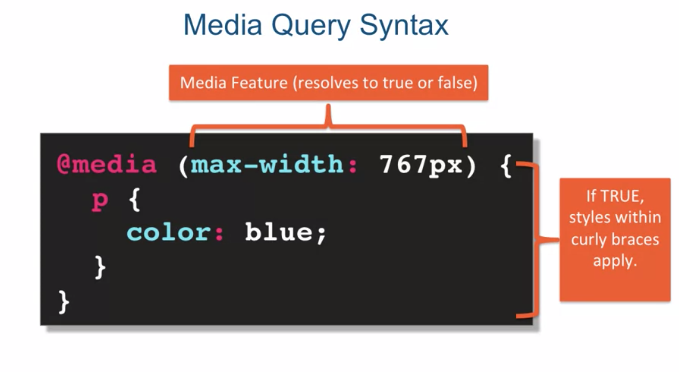 Media Query Syntax
Media Feature (resolves to true or false)
@media (max-width: 767px) {
p {
color: blue;
}
}
If TRUE,
styles within
curly braces
apply.